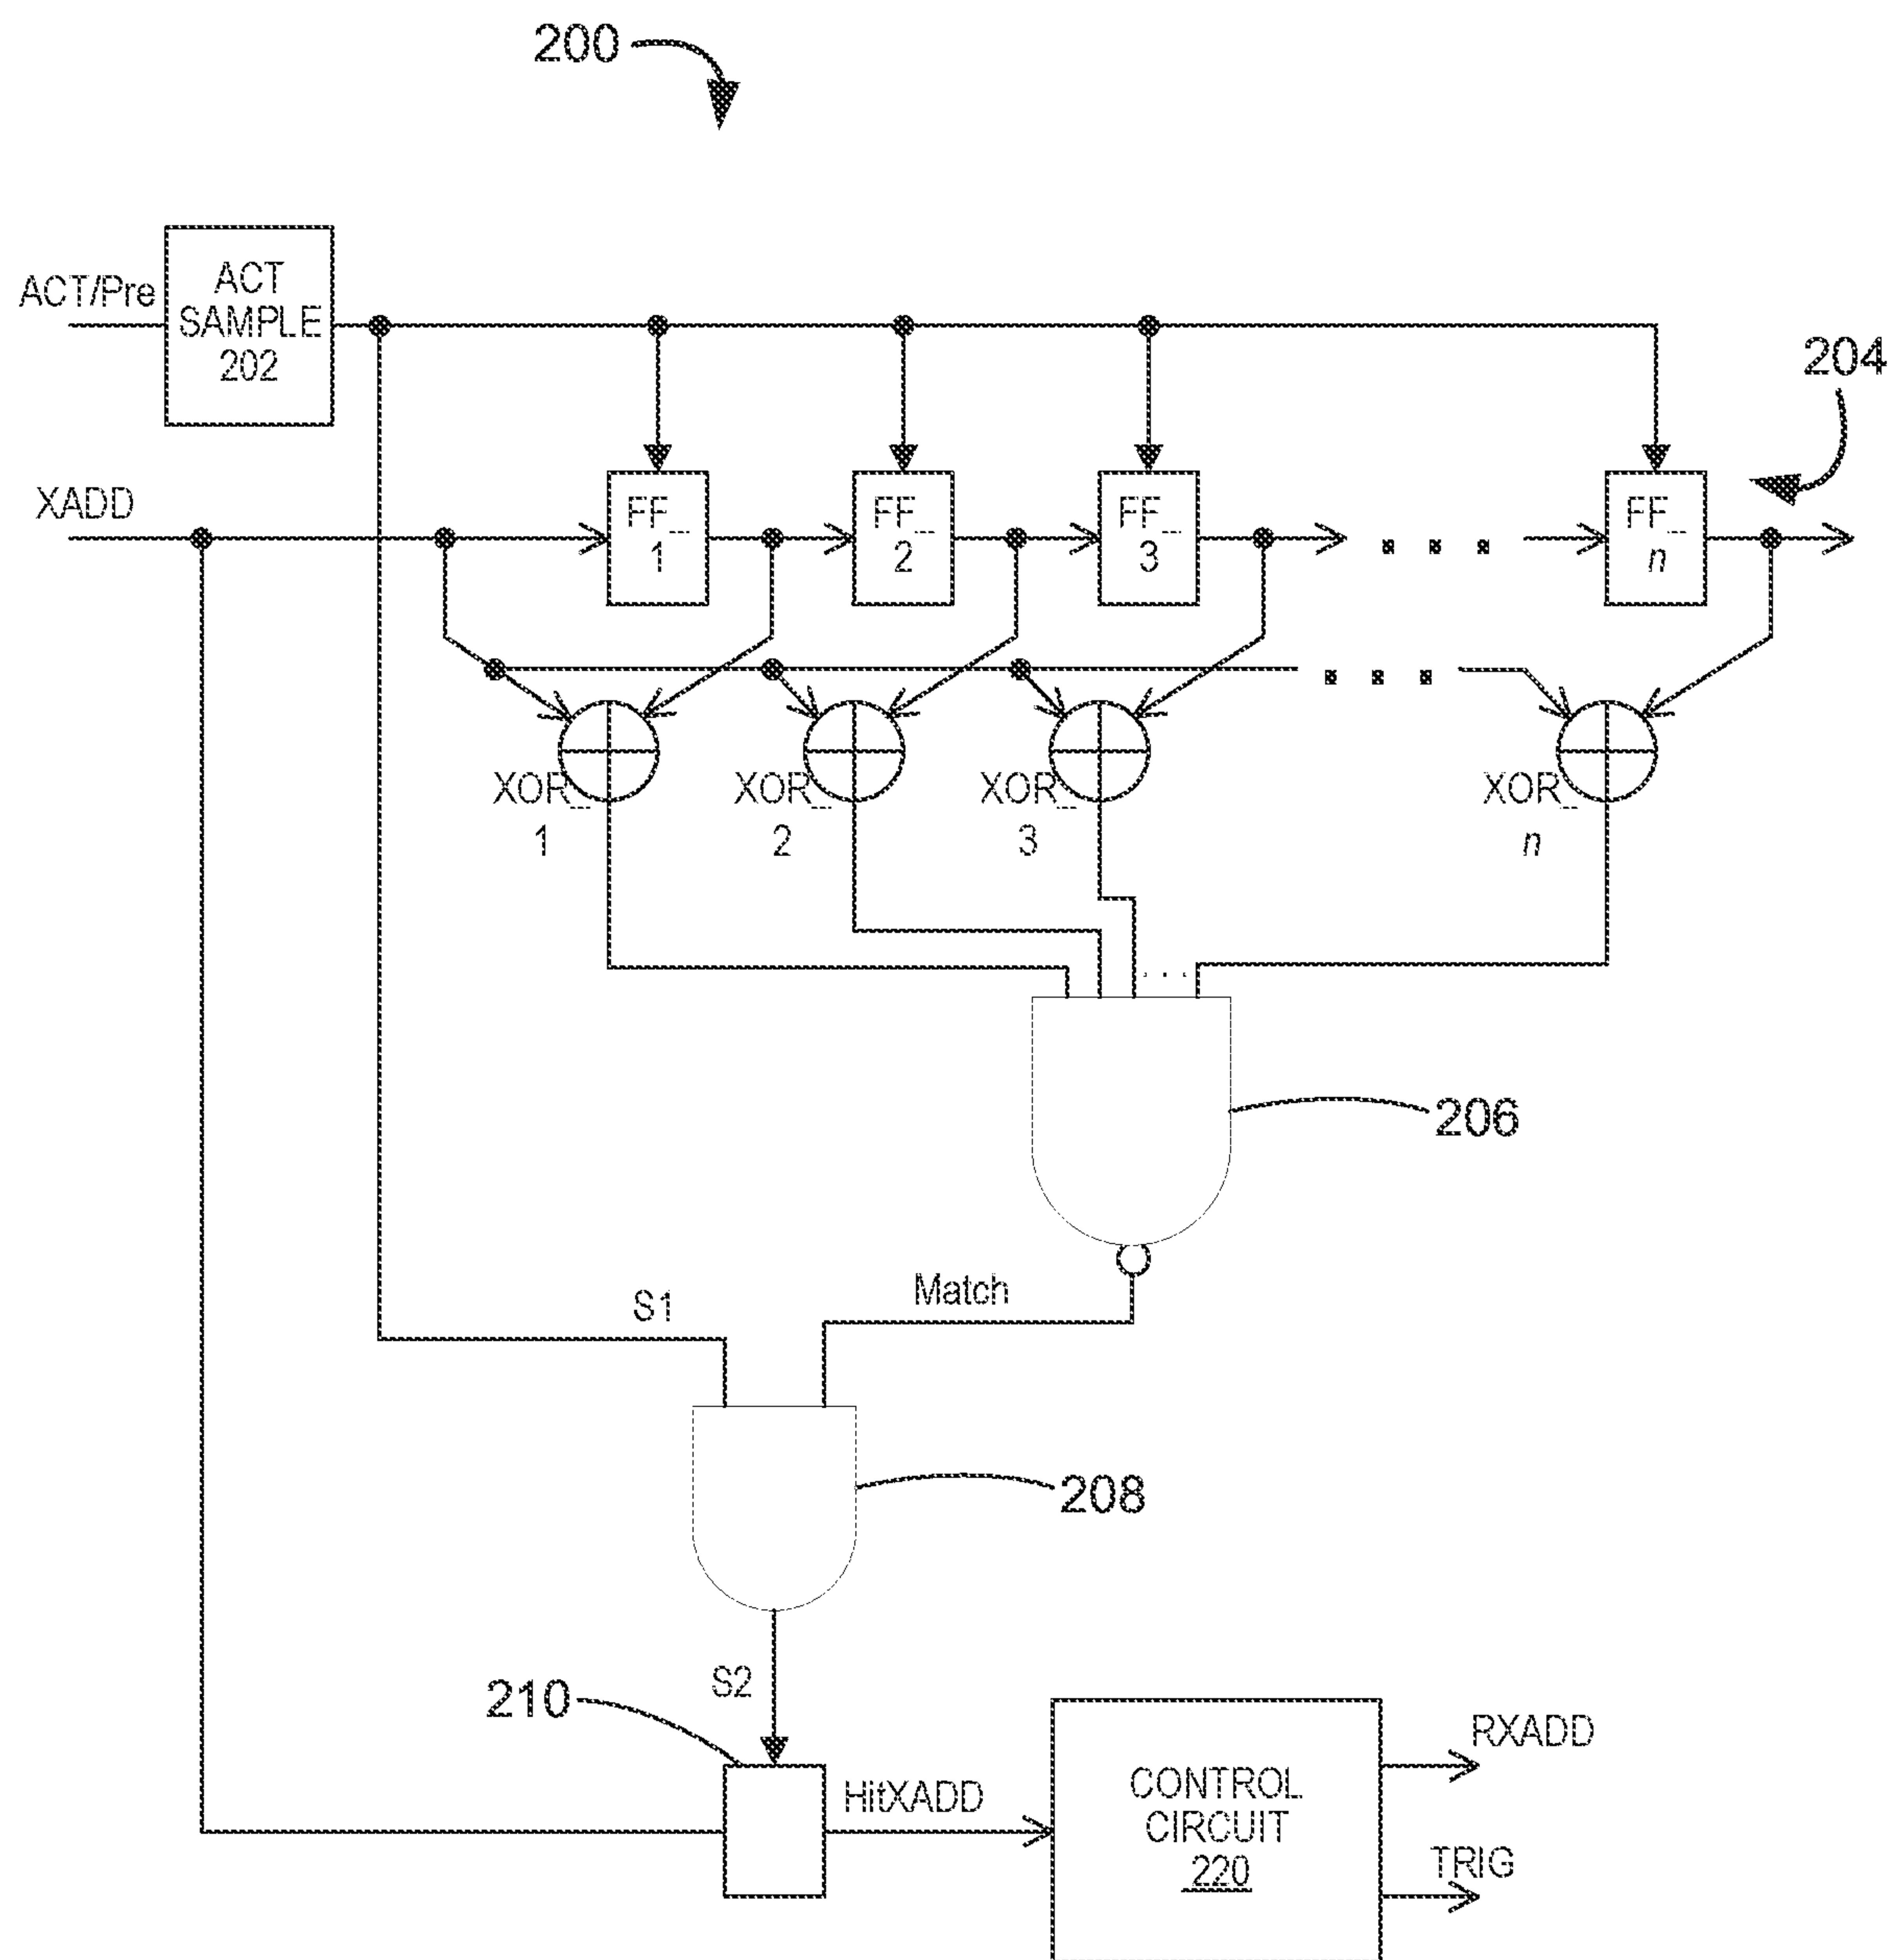 200
ACT/Pre
ACT
SAMPLE
202
204
XADD
FF_
1
FF_
2
FF_
3
. . .
FF_
n
. . .
XOR_
1
XOR_
2
XOR_
3
XOR_
n
. . .
206
Match
S1
208
S2
210
HitXADD
CONTROL
CIRCUIT
220
RXADD
TRIG